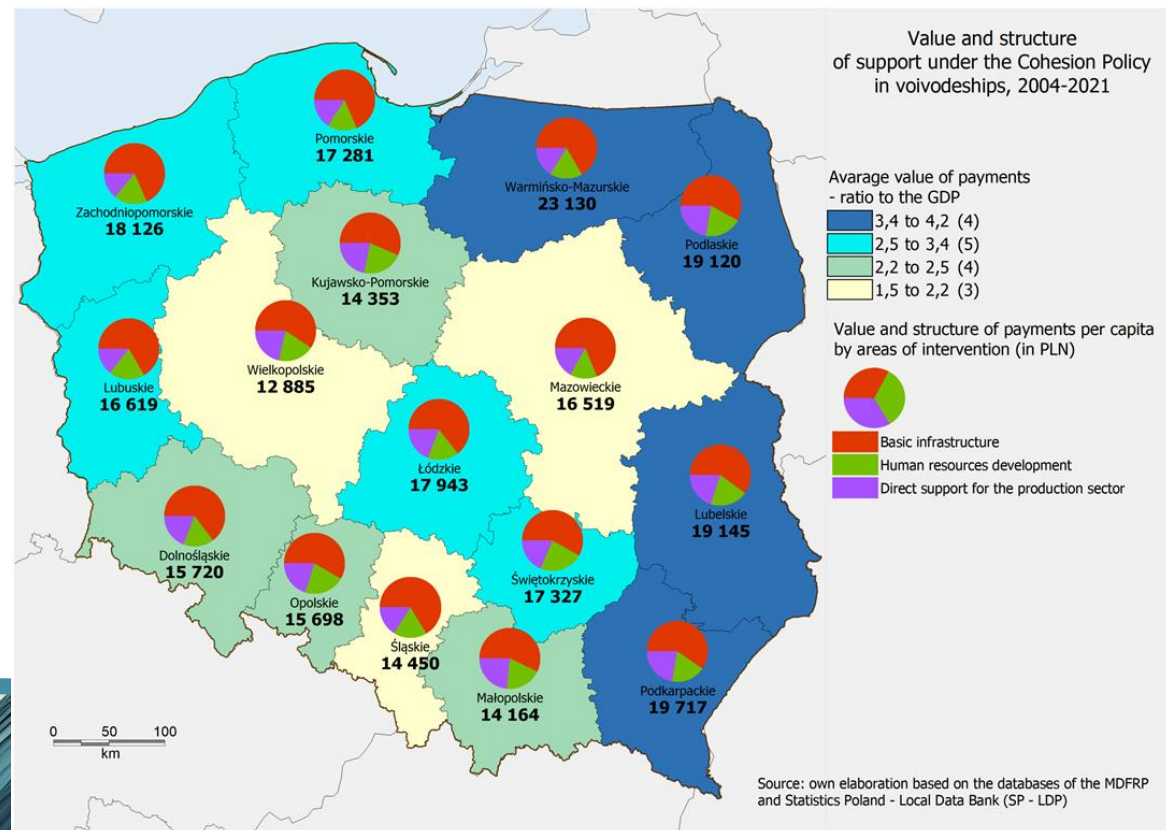 Value and structure
of support under the Cohesion Policy
in voivodeships, 2004-2021
Pomorskie
17 281
Zachodniopomorskie
18 126
Warmińsko-Mazurskie
23 130
Podlaskie
19 120
Kujawsko-Pomorskie
14 353
Lubuskie
16 619
Wielkopolskie
12 885
Mazowieckie
16 519
Łódzkie
17 943
Lubelskie
19 145
Dolnośląskie
15 720
Opolskie
15 698
Świętokrzyskie
17 327
Śląskie
14 450
Małopolskie
14 164
Podkarpackie
19 717
Avarage value of payments
- ratio to the GDP
3,4 to 4,2 (4)
2,5 to 3,4 (5)
2,2 to 2,5 (4)
1,5 to 2,2 (3)
Value and structure of payments per capita
by areas of intervention (in PLN)
Basic infrastructure
Human resources development
Direct support for the production sector
0 50 100
km
Source: own elaboration based on the databases of the MDFRP
and Statistics Poland - Local Data Bank (SP - LDP)